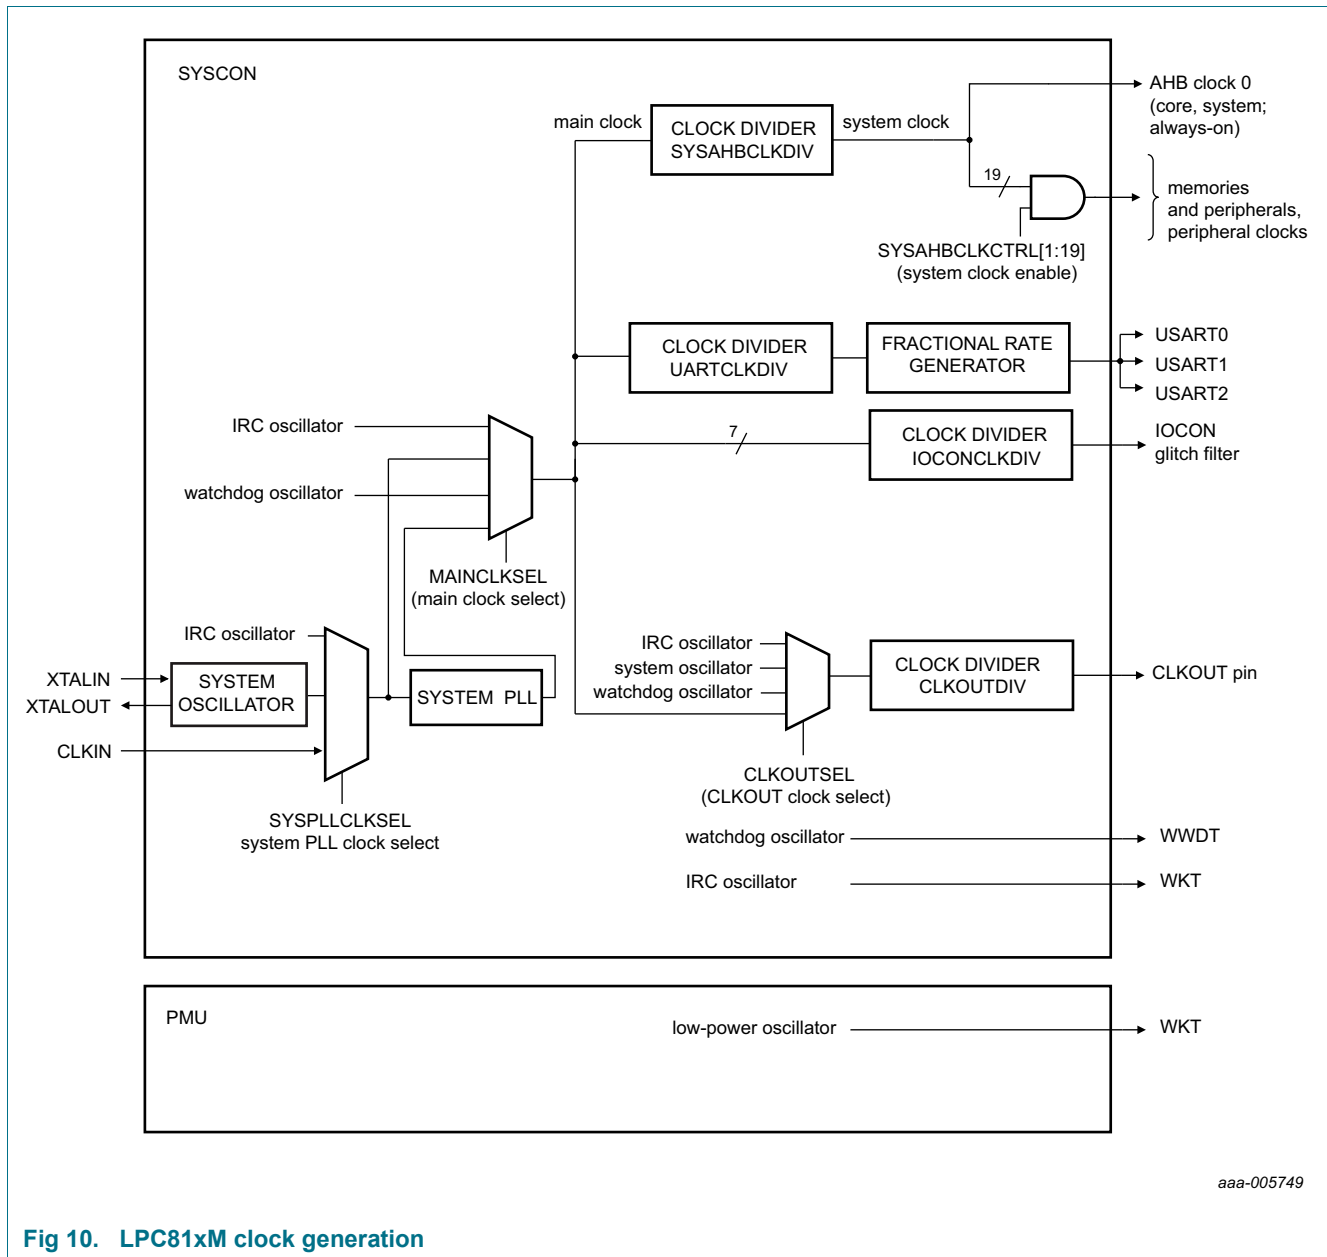 SYSCON
main clock
CLOCK DIVIDER
SYSAHBCLKDIV
system clock
AHB clock 0
(core, system;
always-on)
19
memories
and peripherals,
peripheral clocks
SYSAHBCLKCTRL[1:19]
(system clock enable)
CLOCK DIVIDER
UARTCLKDIV
FRACTIONAL RATE
GENERATOR
USART0
USART1
USART2
IRC oscillator
watchdog oscillator
7
CLOCK DIVIDER
IOCONCLKDIV
IOCON
glitch filter
MAINCLKSEL
(main clock select)
IRC oscillator
XTALIN
XTALOUT
SYSTEM
OSCILLATOR
CLKIN
SYSTEM PLL
SYSPLLCLKSEL
system PLL clock select
IRC oscillator
system oscillator
watchdog oscillator
CLOCK DIVIDER
CLKOUTDIV
CLKOUT pin
CLKOUTSEL
(CLKOUT clock select)
watchdog oscillator
WWDT
IRC oscillator
WKT
PMU
low-power oscillator
WKT
aaa-005749
Fig 10. LPC81xM clock generation